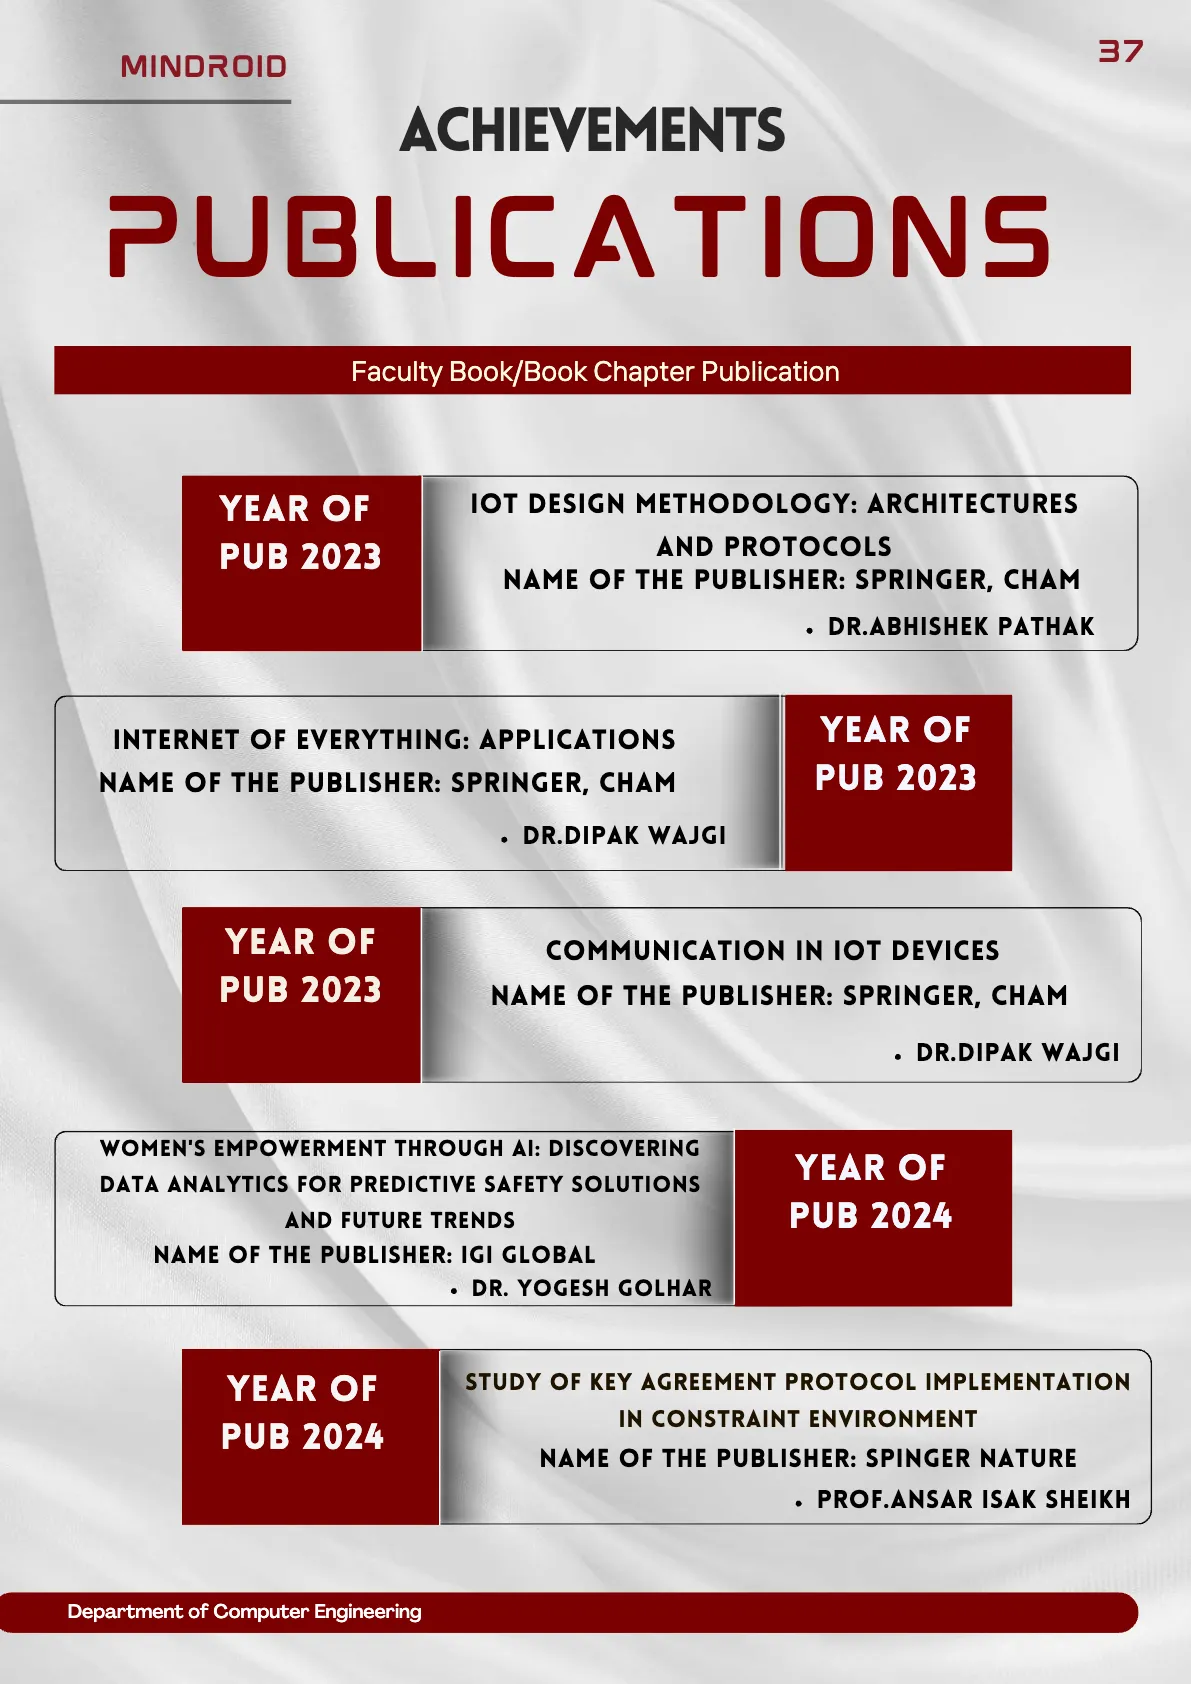 MINDROID
37
ACHIEVEMENTS
PUBLICATIONS
Faculty Book/Book Chapter Publication
YEAR OF
PUB 2023
IOT DESIGN METHODOLOGY: ARCHITECTURES
AND PROTOCOLS
NAME OF THE PUBLISHER: SPRINGER, CHAM
• DR.ABHISHEK PATHAK
INTERNET OF EVERYTHING: APPLICATIONS
NAME OF THE PUBLISHER: SPRINGER, CHAM
• DR.DIPAK WAJGI
YEAR OF
PUB 2023
YEAR OF
PUB 2023
COMMUNICATION IN IOT DEVICES
NAME OF THE PUBLISHER: SPRINGER, CHAM
• DR.DIPAK WAJGI
WOMEN'S EMPOWERMENT THROUGH AI: DISCOVERING
DATA ANALYTICS FOR PREDICTIVE SAFETY SOLUTIONS
AND FUTURE TRENDS
NAME OF THE PUBLISHER: IGI GLOBAL
• DR. YOGESH GOLHAR
YEAR OF
PUB 2024
YEAR OF
PUB 2024
STUDY OF KEY AGREEMENT PROTOCOL IMPLEMENTATION
IN CONSTRAINT ENVIRONMENT
NAME OF THE PUBLISHER: SPINGER NATURE
• PROF.ANSAR ISAK SHEIKH
Department of Computer Engineering